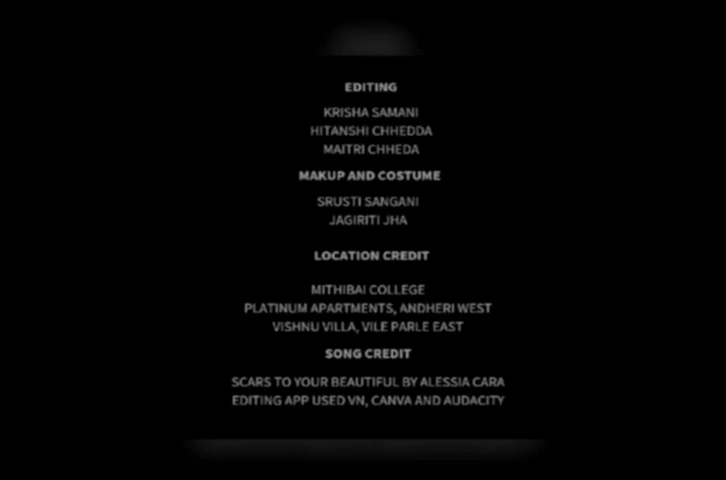 EDITING
KRISHA SAMANI
HITANSHI CHHEDDA
MAITRI CHHEDA
MAKUP AND COSTUME
SRUSTI SANGANI
JAGIRITI JHA
LOCATION CREDIT
MITHIBAI COLLEGE
PLATINUM APARTMENTS, ANDHERI WEST
VISHNU VILLA, VILE PARLE EAST
SONG CREDIT
SCARS TO YOUR BEAUTIFUL BY ALESSIA CARA
EDITING APP USED VN, CANVA AND AUDACITY